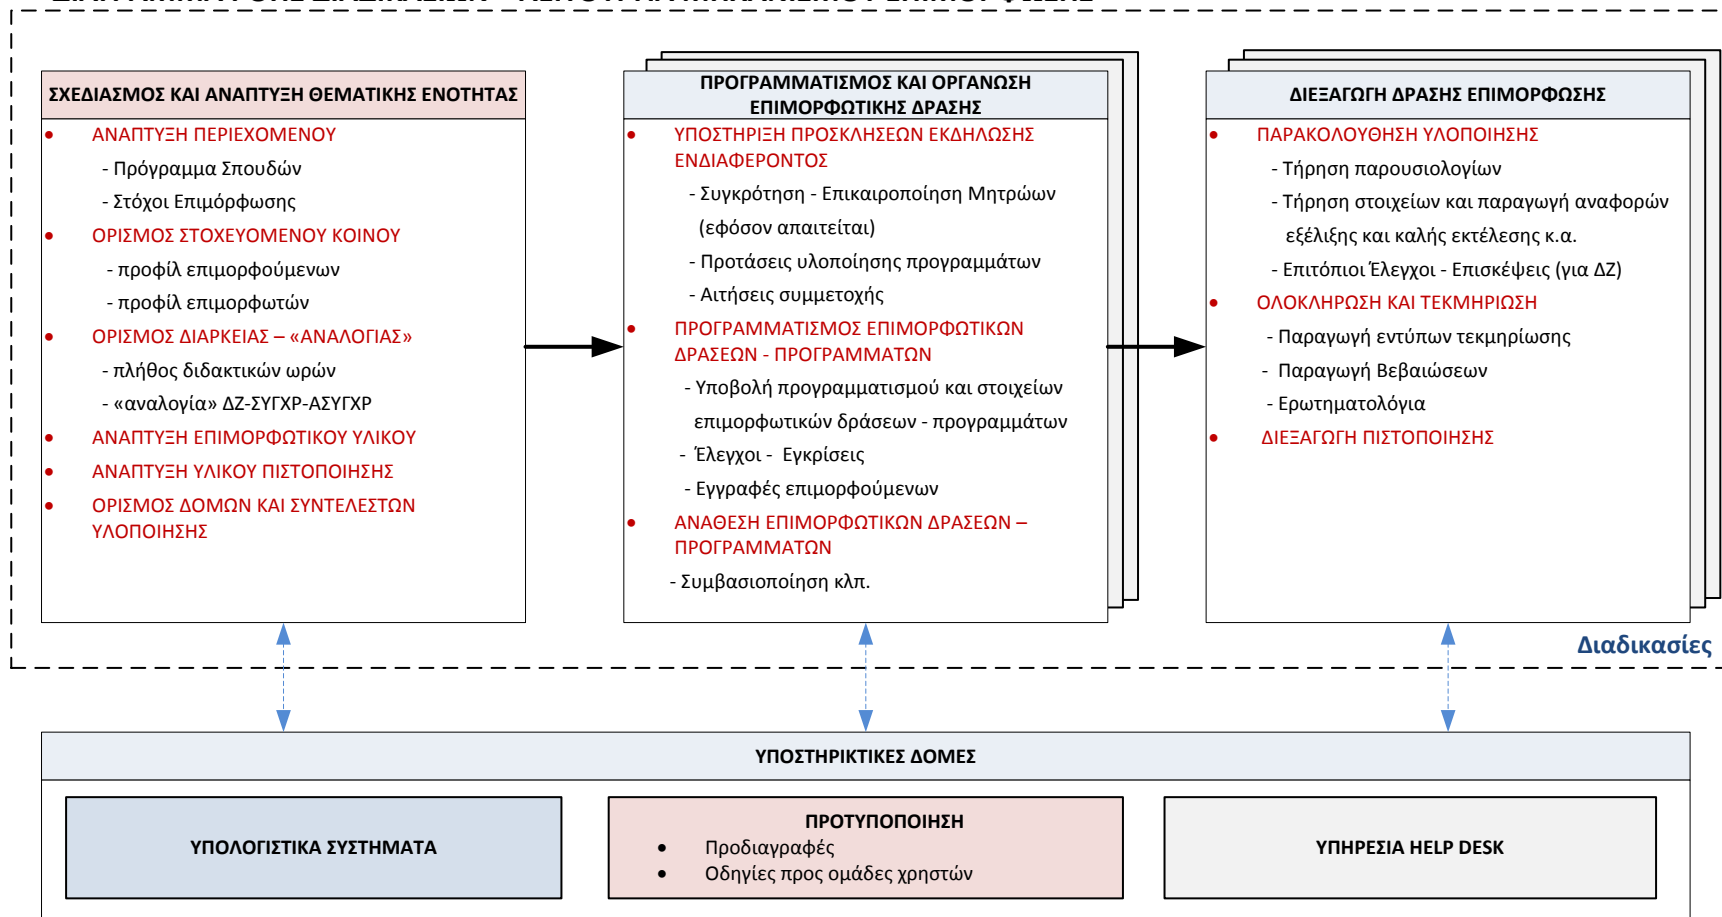 ΣΧΕΔΙΑΣΜΟΣ ΚΑΙ ΑΝΑΠΤΥΞΗ ΘΕΜΑΤΙΚΗΣ ΕΝΟΤΗΤΑΣ
• ΑΝΑΠΤΥΞΗ ΠΕΡΙΕΧΟΜΕΝΟΥ
- Πρόγραμμα Σπουδών
- Στόχοι Επιμόρφωσης
• ΟΡΙΣΜΟΣ ΣΤΟΧΕΥΟΜΕΝΟΥ ΚΟΙΝΟΥ
- προφίλ επιμορφούμενων
- προφίλ επιμορφωτών
• ΟΡΙΣΜΟΣ ΔΙΑΡΚΕΙΑΣ – «ΑΝΑΛΟΓΙΑΣ»
- πλήθος διδακτικών ωρών
- «αναλογία» ΔΖ-ΣΥΓΧΡ-ΑΣΥΓΧΡ
• ΑΝΑΠΤΥΞΗ ΕΠΙΜΟΡΦΩΤΙΚΟΥ ΥΛΙΚΟΥ
• ΑΝΑΠΤΥΞΗ ΥΛΙΚΟΥ ΠΙΣΤΟΠΟΙΗΣΗΣ
• ΟΡΙΣΜΟΣ ΔΟΜΩΝ ΚΑΙ ΣΥΝΤΕΛΕΣΤΩΝ
ΥΛΟΠΟΙΗΣΗΣ
ΠΡΟΓΡΑΜΜΑΤΙΣΜΟΣ ΚΑΙ ΟΡΓΑΝΩΣΗ
ΕΠΙΜΟΡΦΩΤΙΚΗΣ ΔΡΑΣΗΣ
• ΥΠΟΣΤΗΡΙΞΗ ΠΡΟΣΚΛΗΣΕΩΝ ΕΚΔΗΛΩΣΗΣ
ΕΝΔΙΑΦΕΡΟΝΤΟΣ
- Συγκρότηση - Επικαιροποίηση Μητρώων
(εφόσον απαιτείται)
- Προτάσεις υλοποίησης προγραμμάτων
- Αιτήσεις συμμετοχής
• ΠΡΟΓΡΑΜΜΑΤΙΣΜΟΣ ΕΠΙΜΟΡΦΩΤΙΚΩΝ
ΔΡΑΣΕΩΝ - ΠΡΟΓΡΑΜΜΑΤΩΝ
- Υποβολή προγραμματισμού και στοιχείων
επιμορφωτικών δράσεων - προγραμμάτων
- Έλεγχοι - Εγκρίσεις
- Εγγραφές επιμορφούμενων
• ΑΝΑΘΕΣΗ ΕΠΙΜΟΡΦΩΤΙΚΩΝ ΔΡΑΣΕΩΝ –
ΠΡΟΓΡΑΜΜΑΤΩΝ
- Συμβασιοποίηση κλπ.
ΔΙΕΞΑΓΩΓΗ ΔΡΑΣΗΣ ΕΠΙΜΟΡΦΩΣΗΣ
• ΠΑΡΑΚΟΛΟΥΘΗΣΗ ΥΛΟΠΟΙΗΣΗΣ
- Τήρηση παρουσιολογίων
- Τήρηση στοιχείων και παραγωγή αναφορών
εξέλιξης και καλής εκτέλεσης κ.α.
- Επιτόπιοι Έλεγχοι - Επισκέψεις (για ΔΖ)
• ΟΛΟΚΛΗΡΩΣΗ ΚΑΙ ΤΕΚΜΗΡΙΩΣΗ
- Παραγωγή εντύπων τεκμηρίωσης
- Παραγωγή Βεβαιώσεων
- Ερωτηματολόγια
• ΔΙΕΞΑΓΩΓΗ ΠΙΣΤΟΠΟΙΗΣΗΣ
Διαδικασίες
ΥΠΟΣΤΗΡΙΚΤΙΚΕΣ ΔΟΜΕΣ
ΥΠΟΛΟΓΙΣΤΙΚΑ ΣΥΣΤΗΜΑΤΑ
ΠΡΟΤΥΠΟΠΟΙΗΣΗ
• Προδιαγραφές
• Οδηγίες προς ομάδες χρηστών
ΥΠΗΡΕΣΙΑ HELP DESK